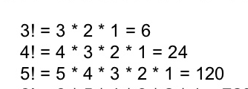 3! = 3 * 2 * 1 = 6
4! = 4 * 3 * 2 * 1 = 24
5! = 5 * 4 * 3 * 2 * 1 = 120